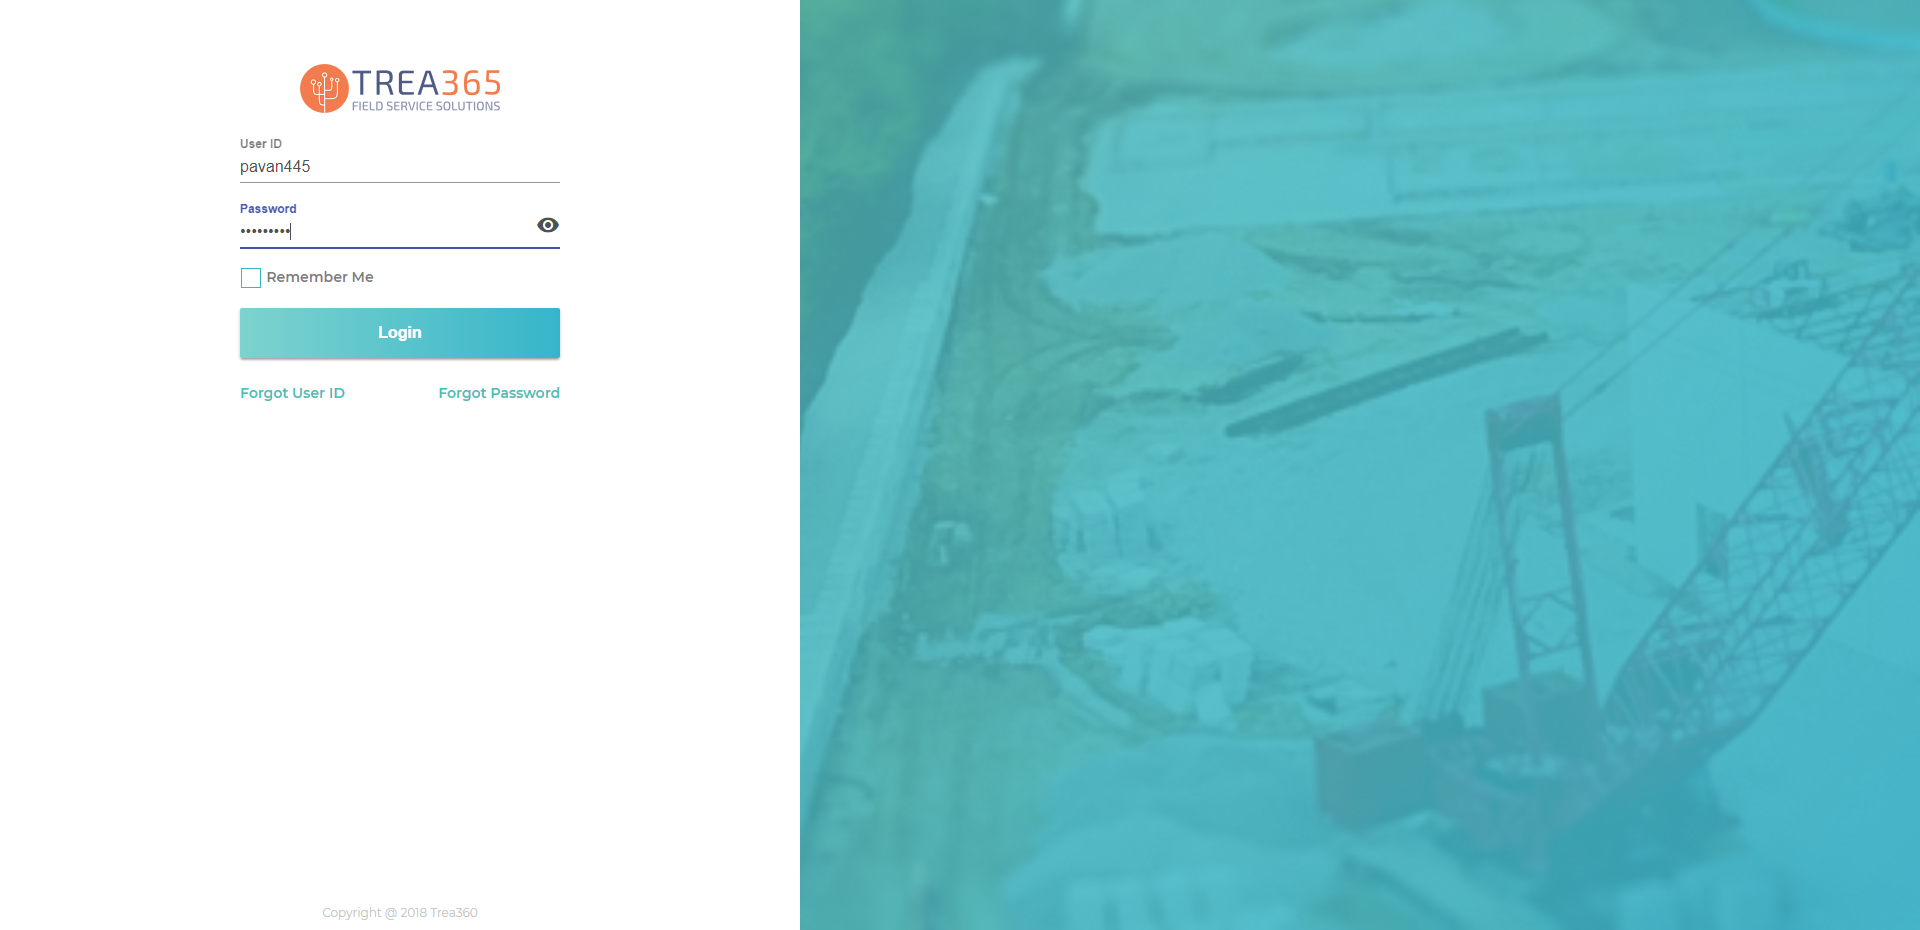 TREA365
FIELD SERVICE SOLUTIONS
User ID
pavan445
Password
•••••••••
Remember Me
Login
Forgot User ID
Forgot Password
Copyright @ 2018 Trea360